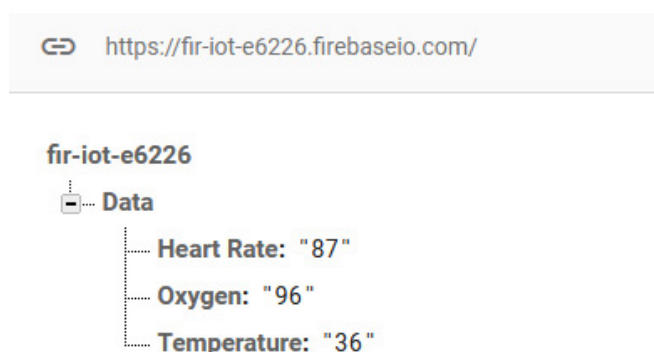 https://fir-iot-e6226.firebaseio.com/
fir-iot-e6226
Data
Heart Rate: "87"
Oxygen: "96"
Temperature: "36"